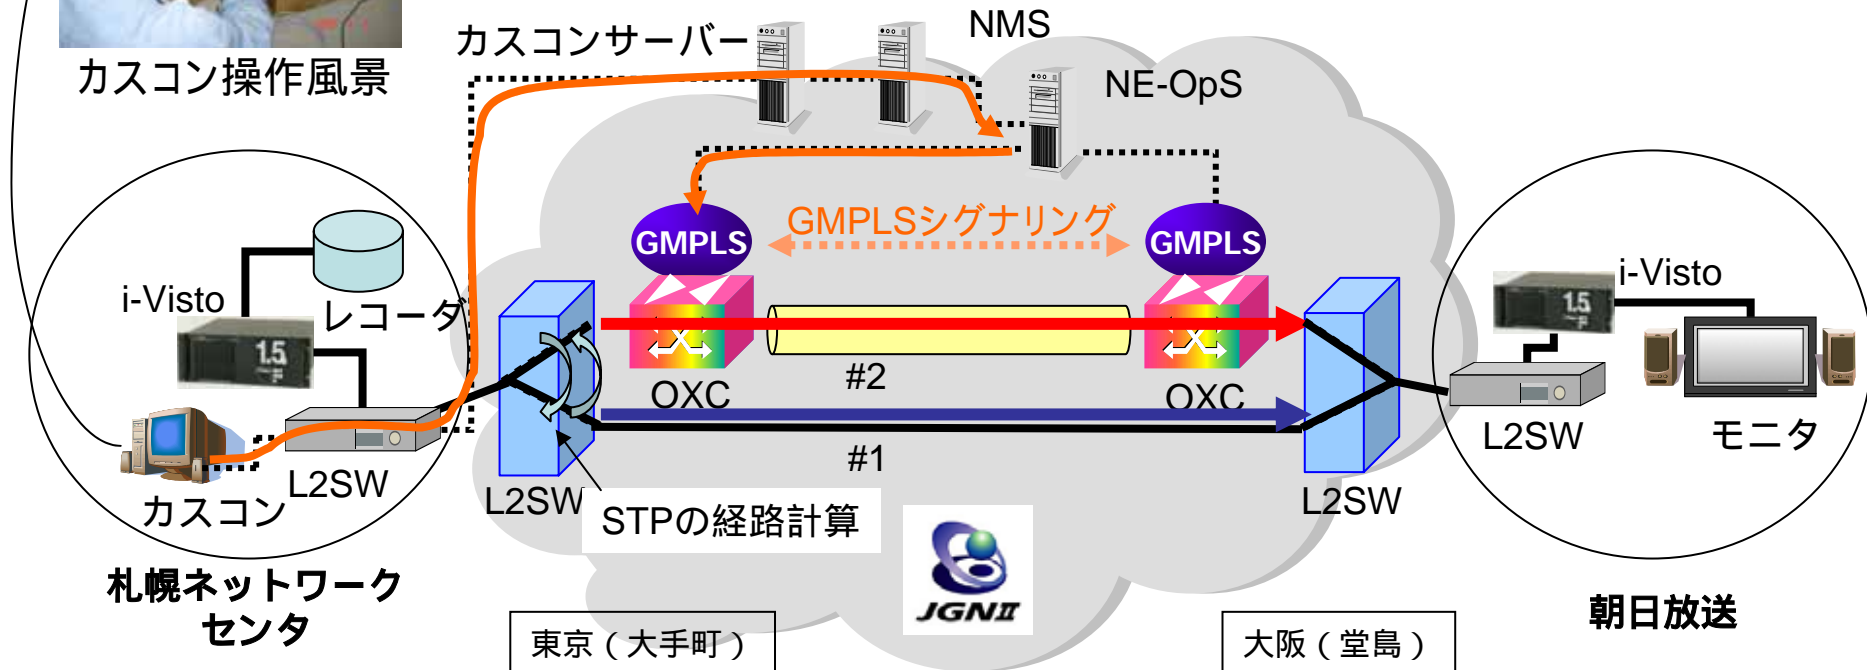 カスコン操作風景
カスコンサーバー
NMS
NE-OpS
GMPLS
GMPLSシグナリング
GMPLS
i-Visto
レコーダ
1.5
OXC
#2
OXC
i-Visto
1.5
カスコン
L2SW
L2SW
#1
STPの経路計算
L2SW
L2SW
モニタ
札幌ネットワーク
センタ
JGNII
朝日放送
東京(大手町)
大阪(堂島)